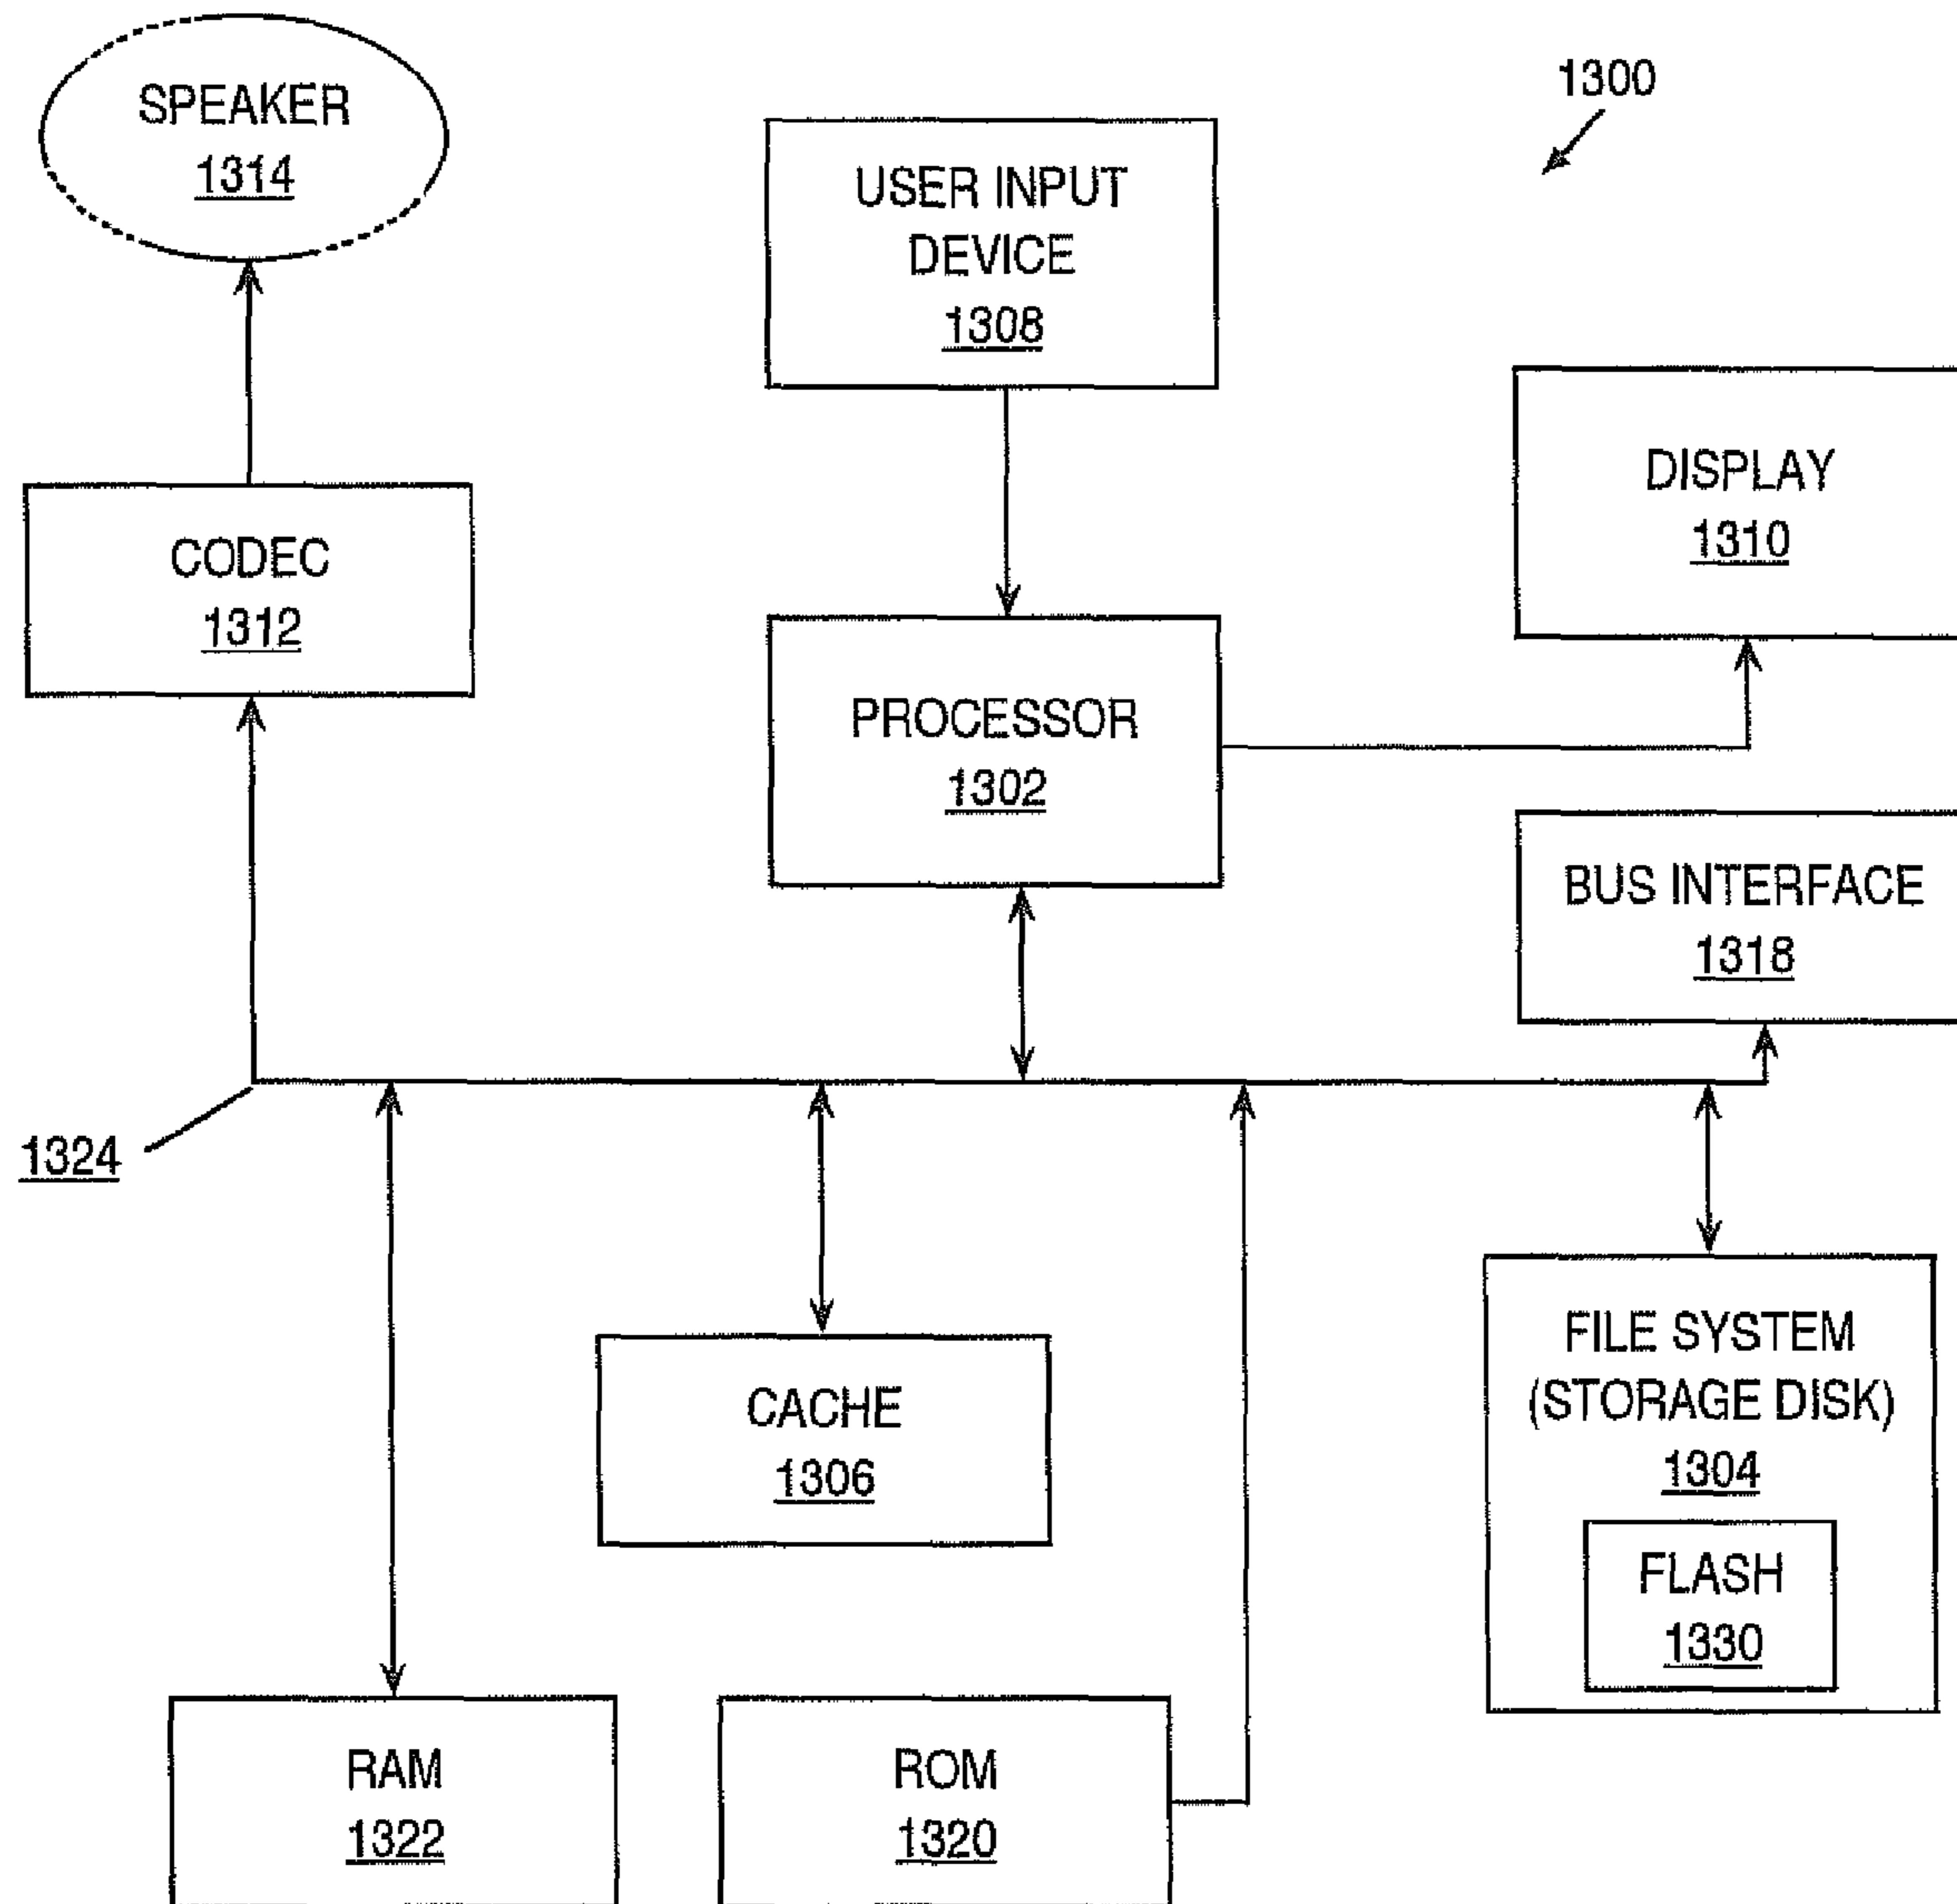 SPEAKER
1314
1300
USER INPUT
DEVICE
1308
DISPLAY
1310
CODEC
1312
PROCESSOR
1302
BUS INTERFACE
1318
1324
FILE SYSTEM
(STORAGE DISK)
1304
CACHE
1306
FLASH
1330
RAM
1322
ROM
1320